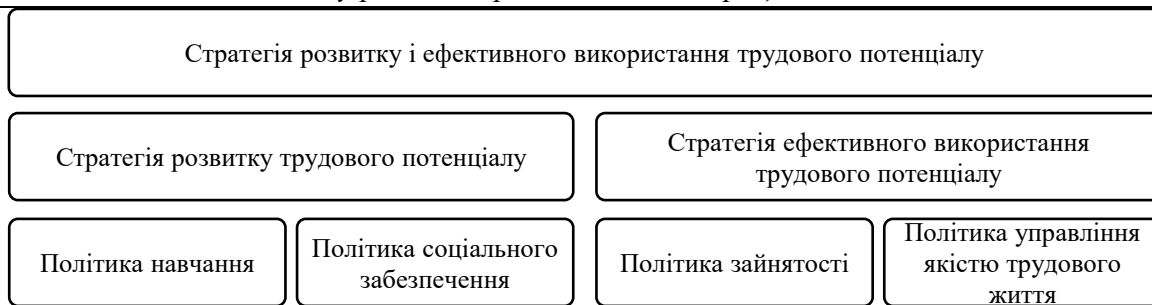 Стратегія розвитку і ефективного використання трудового потенціалу
Стратегія розвитку трудового потенціалу
Стратегія ефективного використання
трудового потенціалу
Політика навчання
Політика соціального
забезпечення
Політика зайнятості
Політика управління
якістю трудового
життя